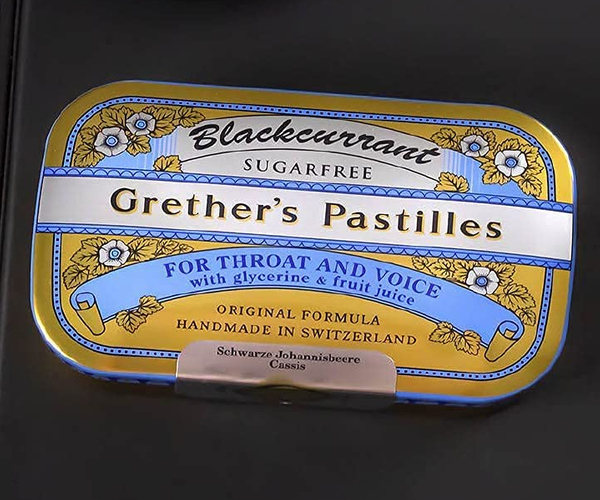 Blackcurrant
SUGARFREE
Grether's Pastilles
FOR THROAT AND VOICE
with glycerine & fruit juice
ORIGINAL FORMULA
HANDMADE IN SWITZERLAND
Schwarze Johannisbeere
Cassis